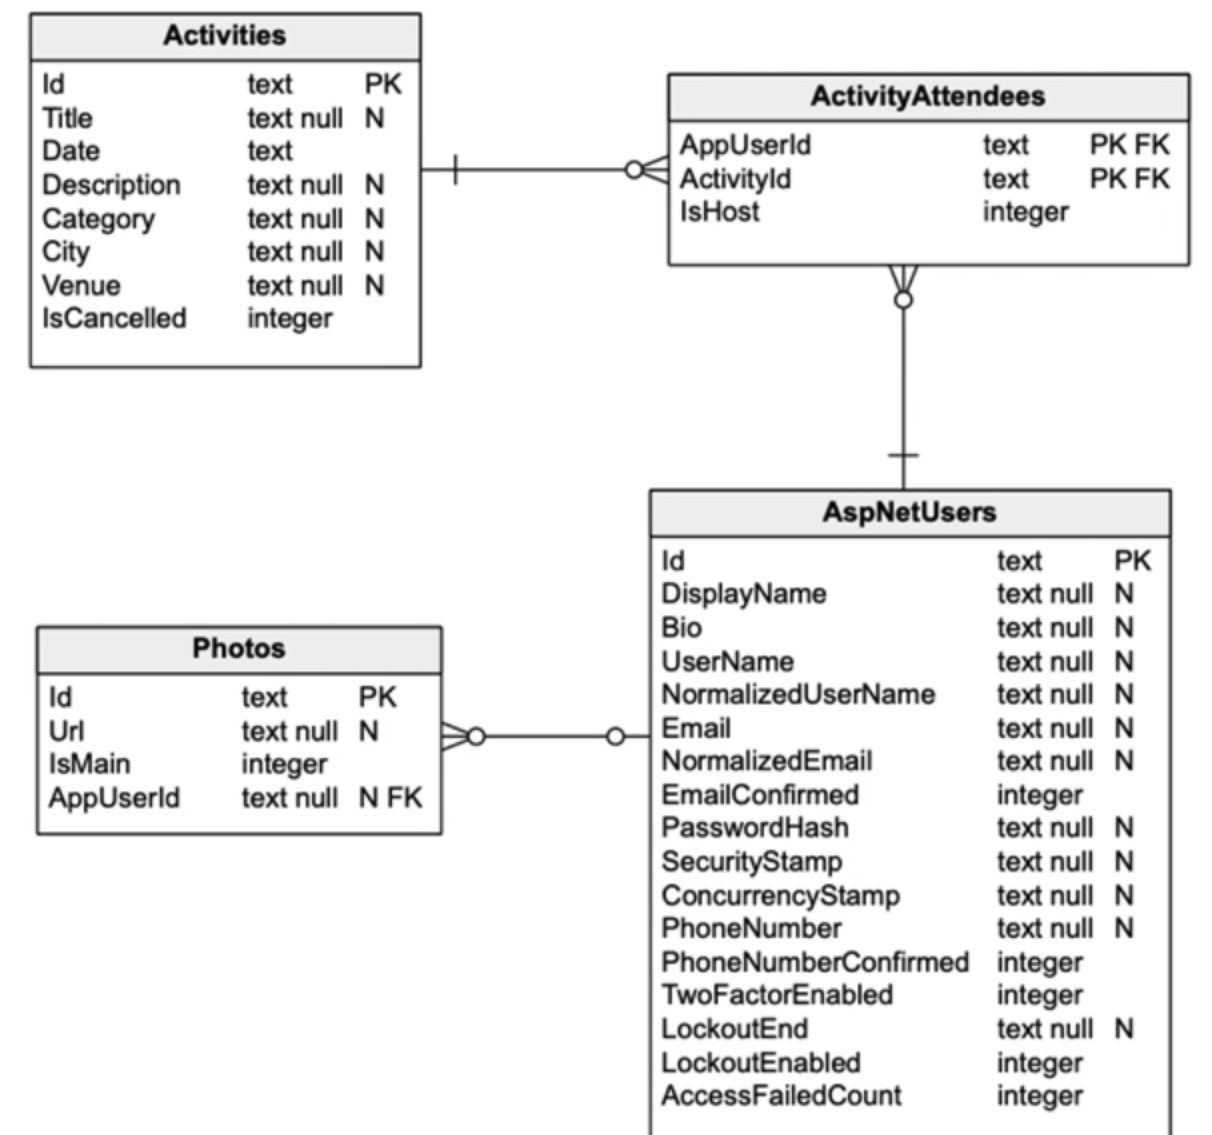 Activities
Id text PK
Title text null N
Date text
Description text null N
Category text null N
City text null N
Venue text null N
IsCancelled integer
ActivityAttendees
AppUserId text PK FK
ActivityId text PK FK
IsHost integer
Photos
Id text PK
Url text null N
IsMain integer
AppUserId text null N FK
AspNetUsers
Id text PK
DisplayName text null N
Bio text null N
UserName text null N
NormalizedUserName text null N
Email text null N
NormalizedEmail text null N
EmailConfirmed integer
PasswordHash text null N
SecurityStamp text null N
ConcurrencyStamp text null N
PhoneNumber text null N
PhoneNumberConfirmed integer
TwoFactorEnabled integer
LockoutEnd text null N
LockoutEnabled integer
AccessFailedCount integer